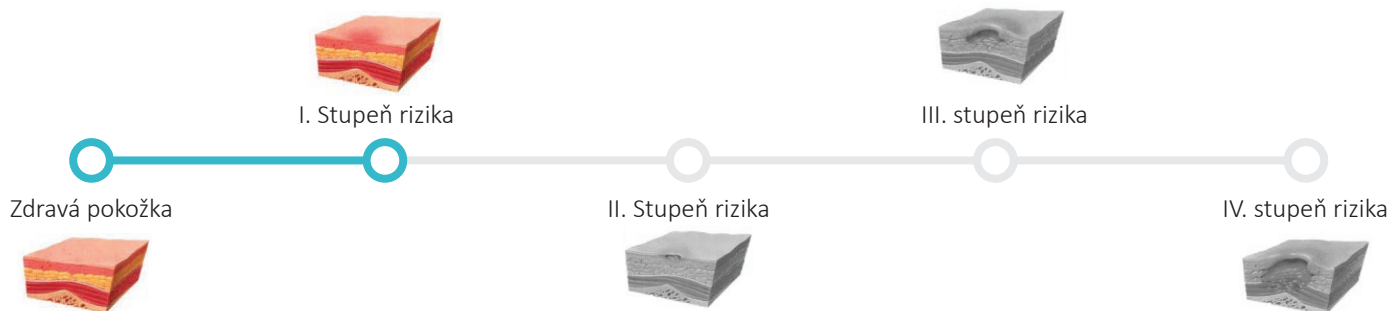 I. Stupeň rizika
III. stupeň rizika
Zdravá pokožka
II. Stupeň rizika
IV. stupeň rizika